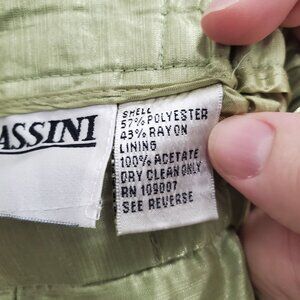 ASSINI
SHELL
57% POLYESTER
43% RAYON
LINING
100% ACETATE
DRY CLEAN ONLY
RN 109007
SEE REVERSE